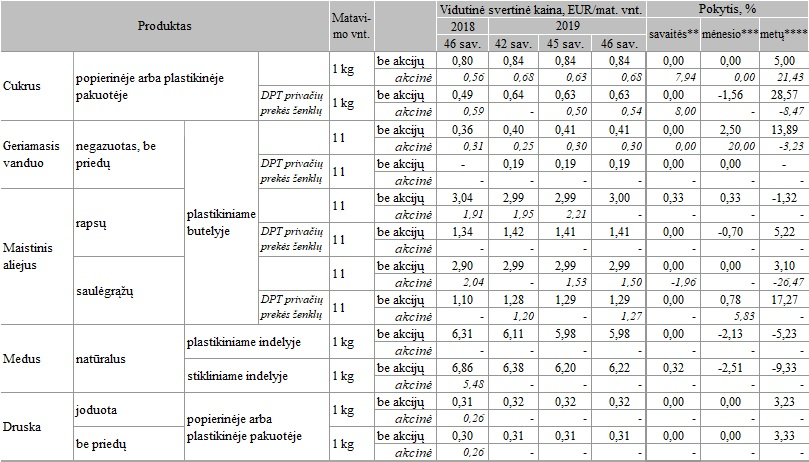 Produktas Matavi-mo vnt. Vidutinė svertinė kaina, EUR/mat. vnt. Pokytis, %
2018 2019 savaitės** mėnesio*** metų****
46 sav. 42 sav. 45 sav. 46 sav.
Cukrus popierinėje arba plastikinėje pakuotėje 1 kg be akcijų 0,80 0,84 0,84 0,84 0,00 0,00 5,00
akcinė 0,56 0,68 0,63 0,68 7,94 0,00 21,43
DPT privačių prekės ženklų 1 kg be akcijų 0,49 0,64 0,63 0,63 0,00 -1,56 28,57
akcinė 0,59 - 0,50 0,54 8,00 - -8,47
Geriamasis vanduo negazuotas, be priedų plastikiniame butelyje 1 l be akcijų 0,36 0,40 0,41 0,41 0,00 2,50 13,89
akcinė 0,31 0,25 0,30 0,30 0,00 20,00 -3,23
DPT privačių prekės ženklų 1 l be akcijų - 0,19 0,19 0,19 0,00 0,00 -
akcinė - - - - - - -
Maistinis aliejus rapsų 1 l be akcijų 3,04 2,99 2,99 3,00 0,33 0,33 -1,32
akcinė 1,91 1,95 2,21 - - - -
DPT privačių prekės ženklų 1 l be akcijų 1,34 1,42 1,41 1,41 0,00 -0,70 5,22
akcinė - - - - - - -
saulėgrąžų 1 l be akcijų 2,90 2,99 2,99 2,99 0,00 0,00 3,10
akcinė 2,04 - 1,53 1,50 -1,96 - -26,47
DPT privačių prekės ženklų 1 l be akcijų 1,10 1,28 1,29 1,29 0,00 0,78 17,27
akcinė - 1,20 - 1,27 - 5,83 -
Medus natūralus plastikiniame indelyje 1 kg be akcijų 6,31 6,11 5,98 5,98 0,00 -2,13 -5,23
akcinė - - - - - - -
stikliniame indelyje 1 kg be akcijų 6,86 6,38 6,20 6,22 0,32 -2,51 -9,33
akcinė 5,48 - - - - - -
Druska joduota popierinėje arba plastikinėje pakuotėje 1 kg be akcijų 0,31 0,32 0,32 0,32 0,00 0,00 3,23
akcinė 0,26 - - - - - -
be priedų 1 kg be akcijų 0,30 0,31 0,31 0,31 0,00 0,00 3,33
akcinė 0,26 - - - - - -